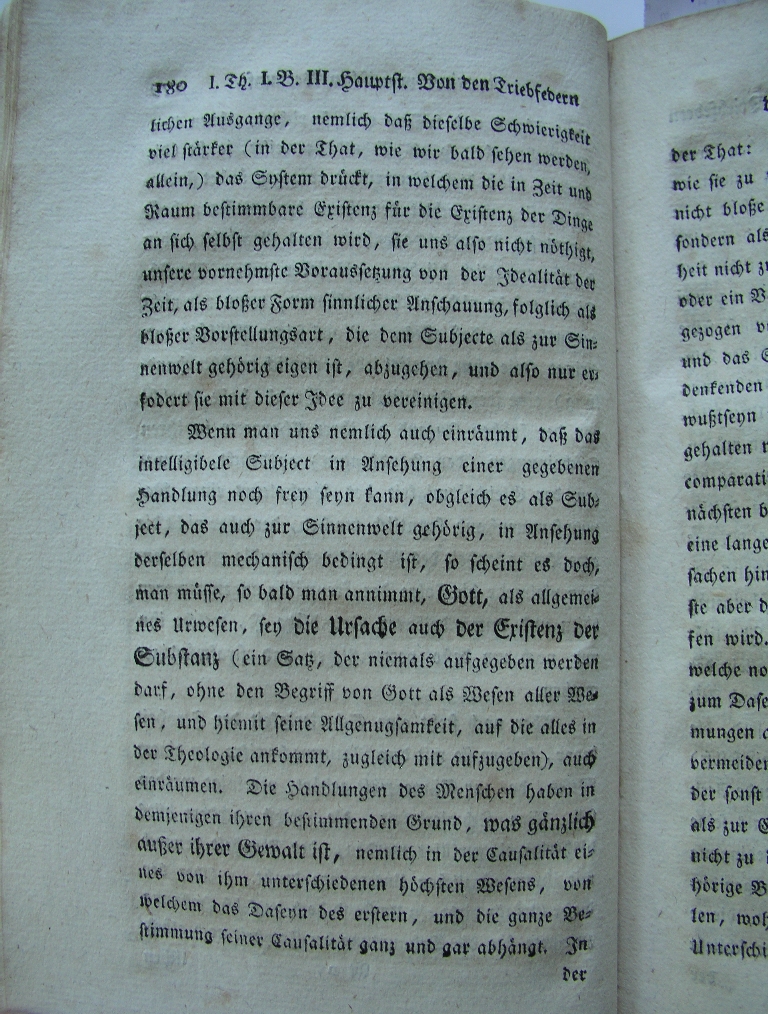 180 I. Th. I. B. III. Hauptst. Von den Triebfedern
lichen Ausgange, nemlich daß dieselbe Schwierigkeit
viel stärker (in der That, wie wir bald sehen werden,
allein,) das System drückt, in welchem die in Zeit und
Raum bestimmbare Existenz für die Existenz der Dinge
an sich selbst gehalten wird, sie uns also nicht nöthigt,
unsere vornehmste Voraussetzung von der Idealität der
Zeit, als bloßer Form sinnlicher Anschauung, folglich als
bloßer Vorstellungsart, die dem Subjecte als zur Sin-
nenwelt gehörig eigen ist, abzugehen, und also nur er-
fodert sie mit dieser Idee zu vereinigen.
Wenn man uns nemlich auch einräumt, daß das
intelligibele Subject in Ansehung einer gegebenen
Handlung noch frey seyn kann, obgleich es als Sub-
ject, das auch zur Sinnenwelt gehörig, in Ansehung
derselben mechanisch bedingt ist, so scheint es doch,
man müsse, so bald man annimmt, Gott, als allgemei-
nes Urwesen, sey die Ursache auch der Existenz der
Substanz (ein Satz, der niemals aufgegeben werden
darf, ohne den Begriff von Gott als Wesen aller We-
sen, und hiemit seine Allgenugsamkeit, auf die alles in
der Theologie ankommt, zugleich mit aufzugeben), auch
einräumen. Die Handlungen des Menschen haben in
demjenigen ihren bestimmenden Grund, was gänzlich
außer ihrer Gewalt ist, nemlich in der Causalität ei-
nes von ihm unterschiedenen höchsten Wesens, von
welchem das Daseyn des erstern, und die ganze Be-
stimmung seiner Causalität ganz und gar abhängt. In
der
der That:
wie sie zu
nicht bloße
sondern als
heit nicht
oder ein
gezogen
und das
denkenden
wußtseyn
gehalten
comparati
nächsten
eine lange
sachen hin
ste aber
fen wird.
welche no
zum Dase
mungen
vermeiden
der sonst
als zur
nicht zu
hörige
len, woh
Unterschi